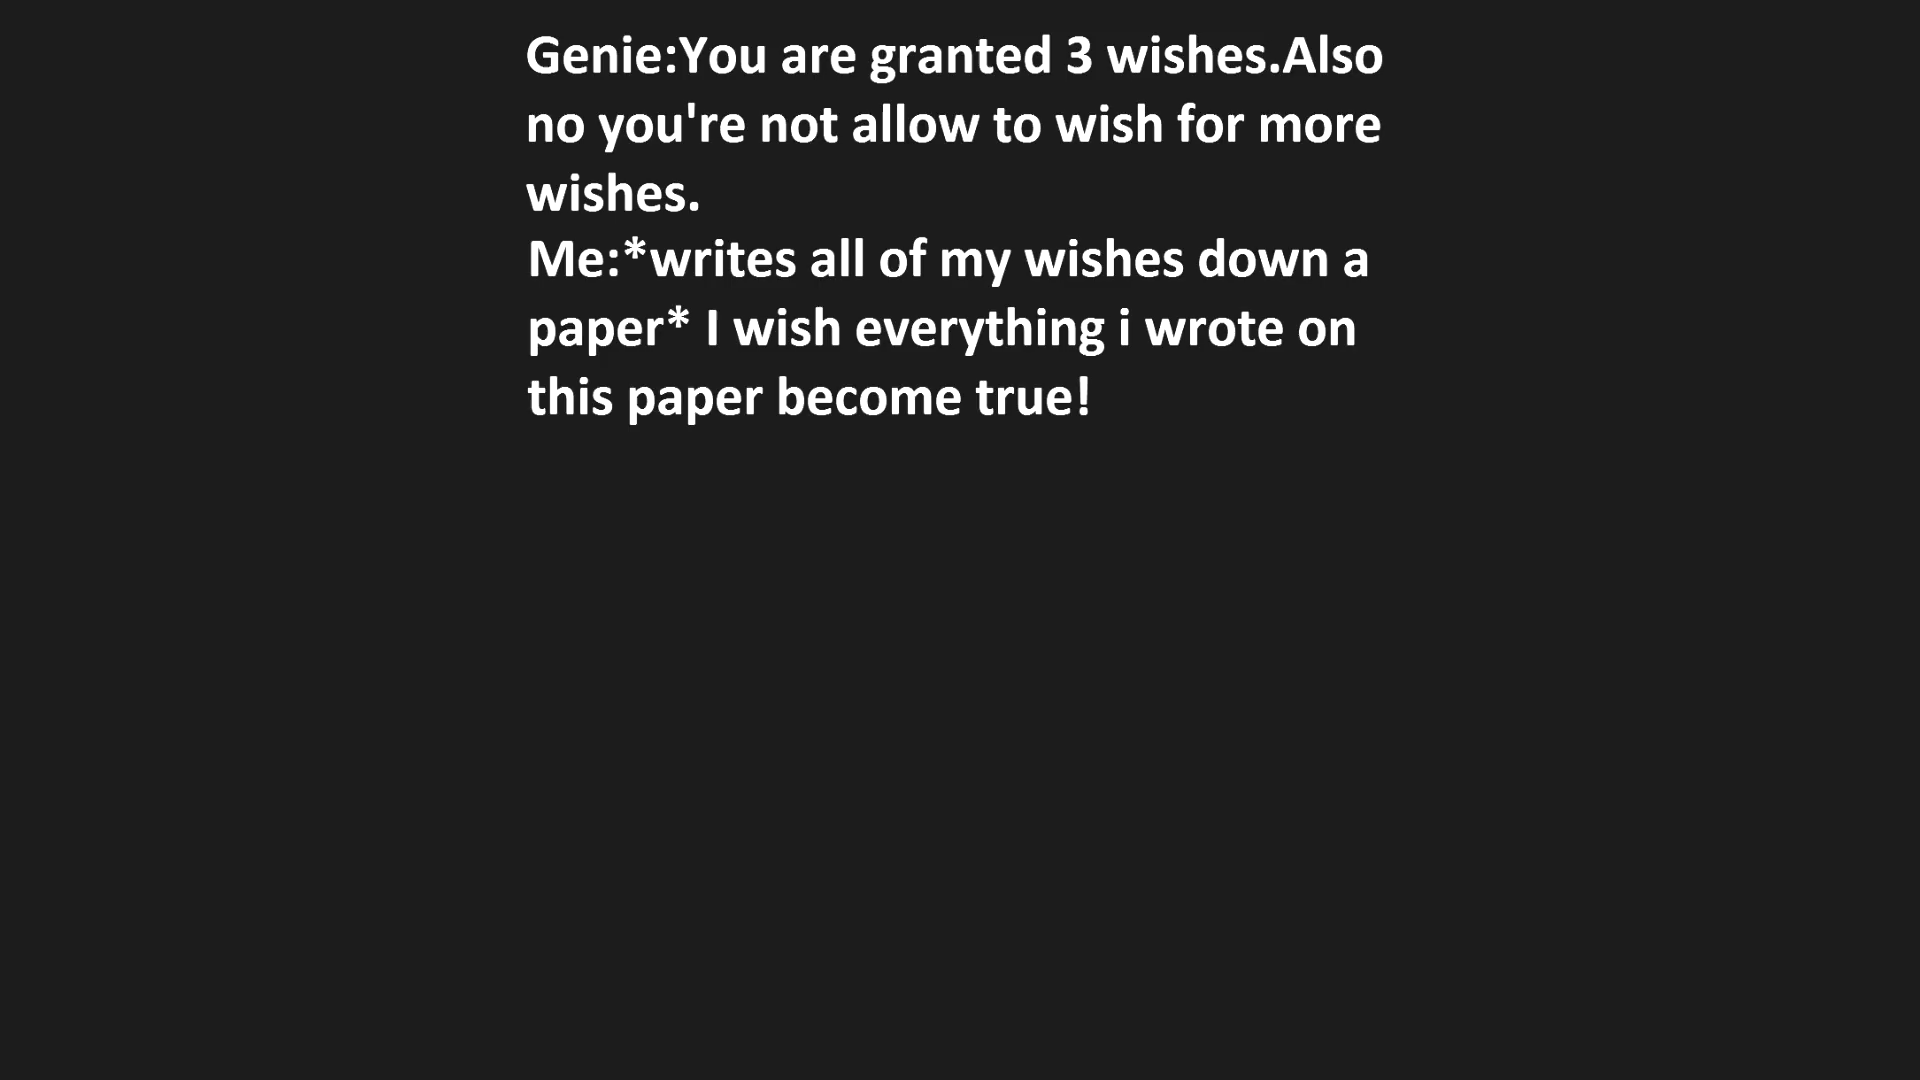 Genie:You are granted 3 wishes.Also
no you're not allow to wish for more
wishes.
Me:*writes all of my wishes down a
paper* I wish everything i wrote on
this paper become true!